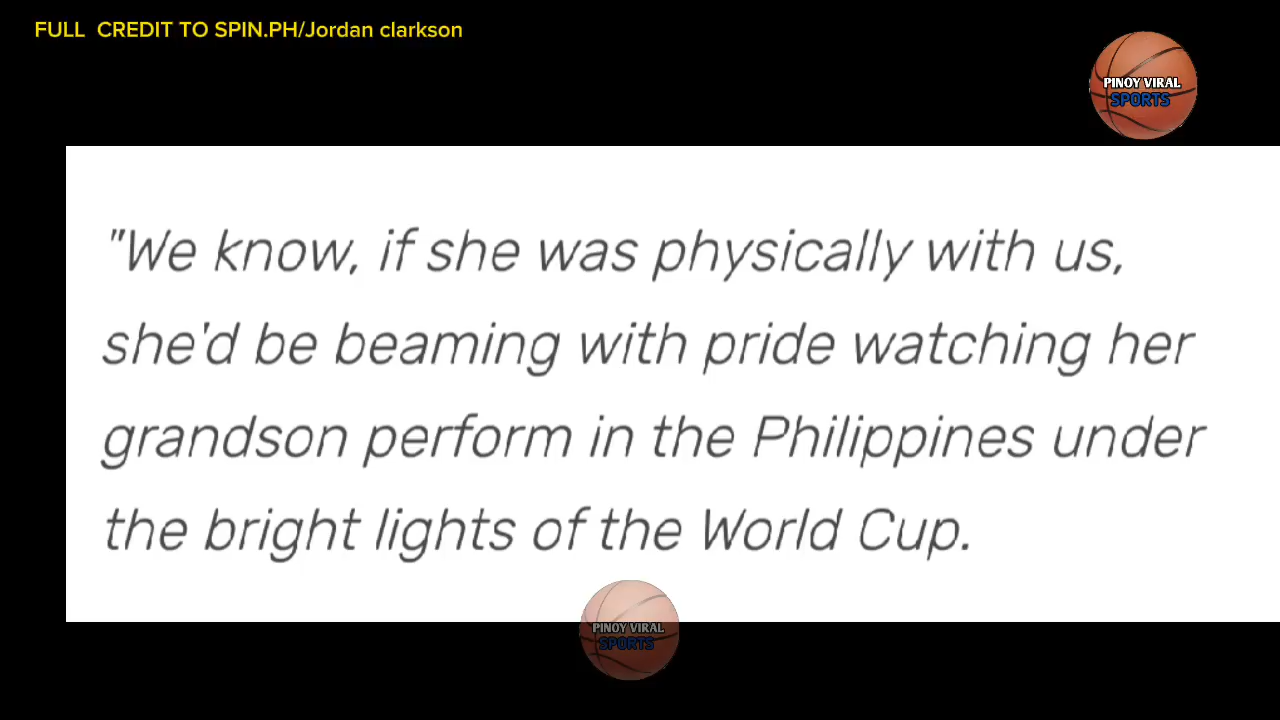 FULL CREDIT TO SPIN.PH/Jordan clarkson
PINOY VIRAL
SPORTS
"We know, if she was physically with us,
she'd be beaming with pride watching her
grandson perform in the Philippines under
the bright lights of the World Cup.
PINOY VIRAL
SPORTS